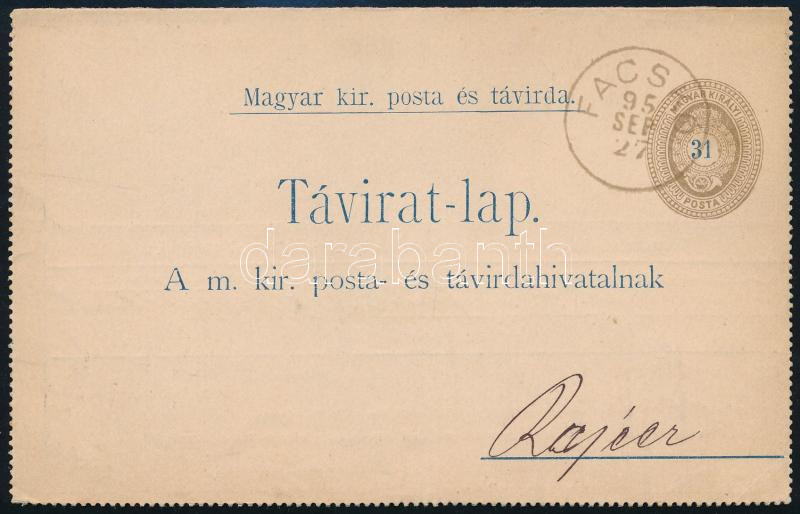 Magyar kir. posta és távirda.
FACS
95
SEP
27
MAGYAR KIRÁLYI
31
POSTA
Távirat-lap.
darabanth
A m. kir. posta- és távirdahivatalnak